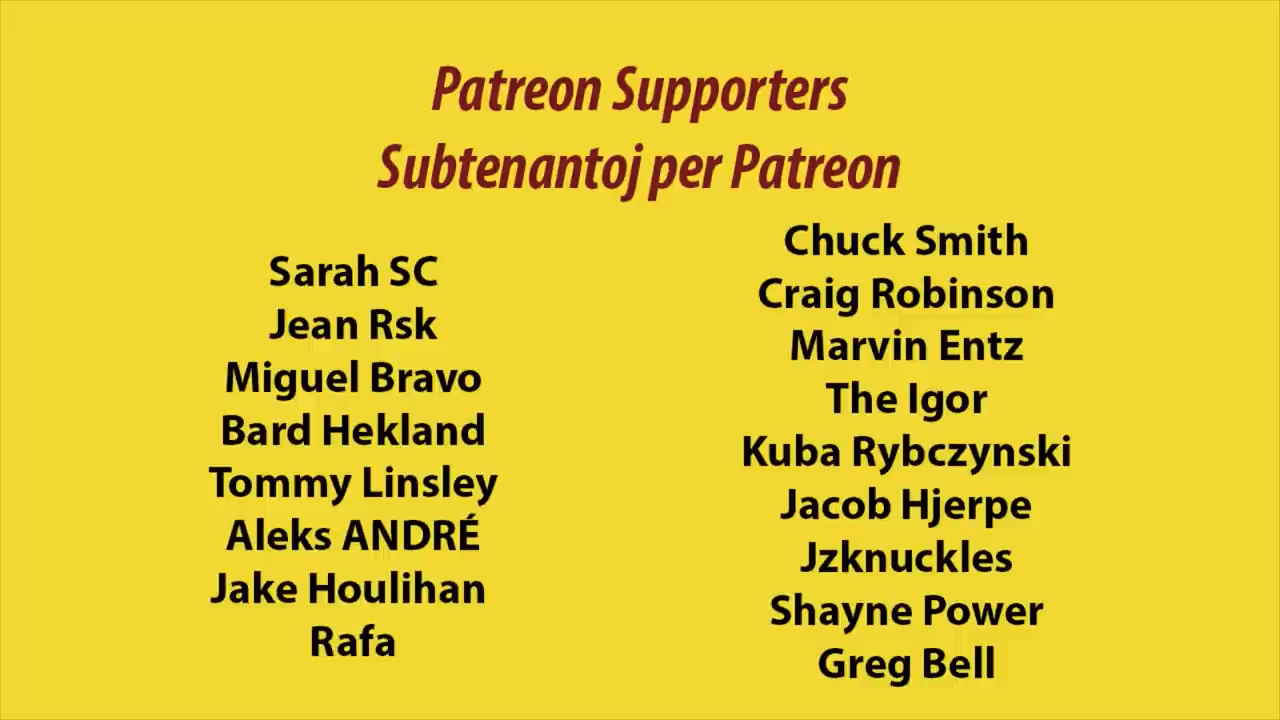 Patreon Supporters
Subtenantoj per Patreon
Sarah SC
Jean Rsk
Miguel Bravo
Bard Hekland
Tommy Linsley
Aleks ANDRÉ
Jake Houlihan
Rafa
Chuck Smith
Craig Robinson
Marvin Entz
The Igor
Kuba Rybczynski
Jacob Hjerpe
Jzknuckles
Shayne Power
Greg Bell